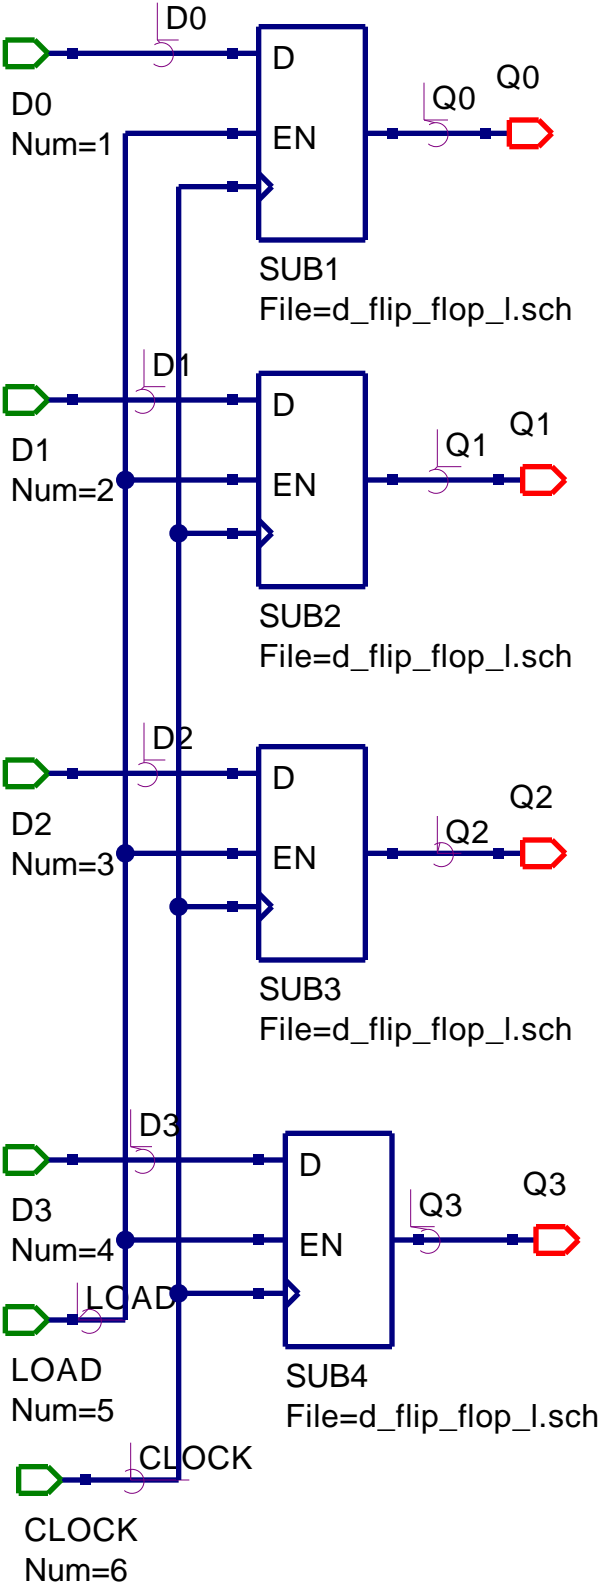 D0
Q0
D
Q0
D0
EN
Num=1
SUB1
File=d_flip_flop_l.sch
D1
D
Q1
Q1
D1
EN
Num=2
SUB2
File=d_flip_flop_l.sch
D2
D
Q2
D2
Q2
EN
Num=3
SUB3
File=d_flip_flop_l.sch
D3
D
Q3
Q3
D3
EN
Num=4
LOAD
LOAD
SUB4
Num=5
File=d_flip_flop_l.sch
CLOCK
CLOCK
Num=6